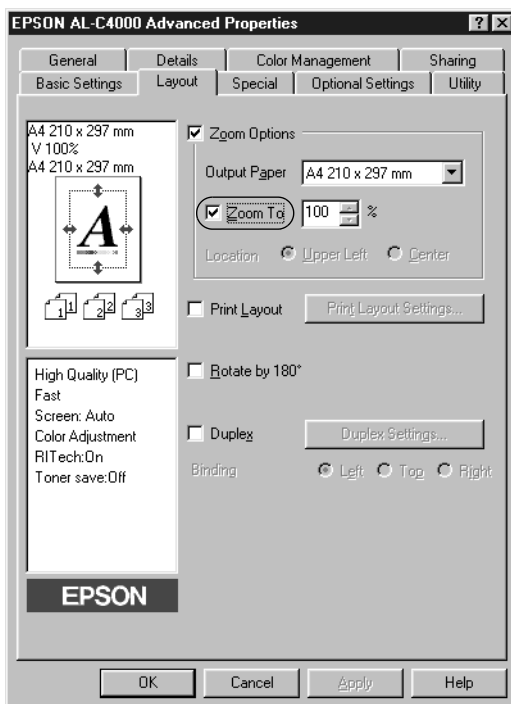 EPSON AL-C4000 Advanced Properties
General Details Color Management Sharing
Basic Settings Layout Special Optional Settings Utility
A4 210 x 297 mm
V 100%
A4 210 x 297 mm
A
1 1 2 2 3 3
Zoom Options
Output Paper A4 210 x 297 mm
Zoom To 100 %
Location Upper Left Center
Print Layout Print Layout Settings...
High Quality (PC)
Fast
Screen: Auto
Color Adjustment
RITech:On
Toner save:Off
Rotate by 180°
Duplex Duplex Settings...
Binding Left Top Right
EPSON
OK Cancel Apply Help